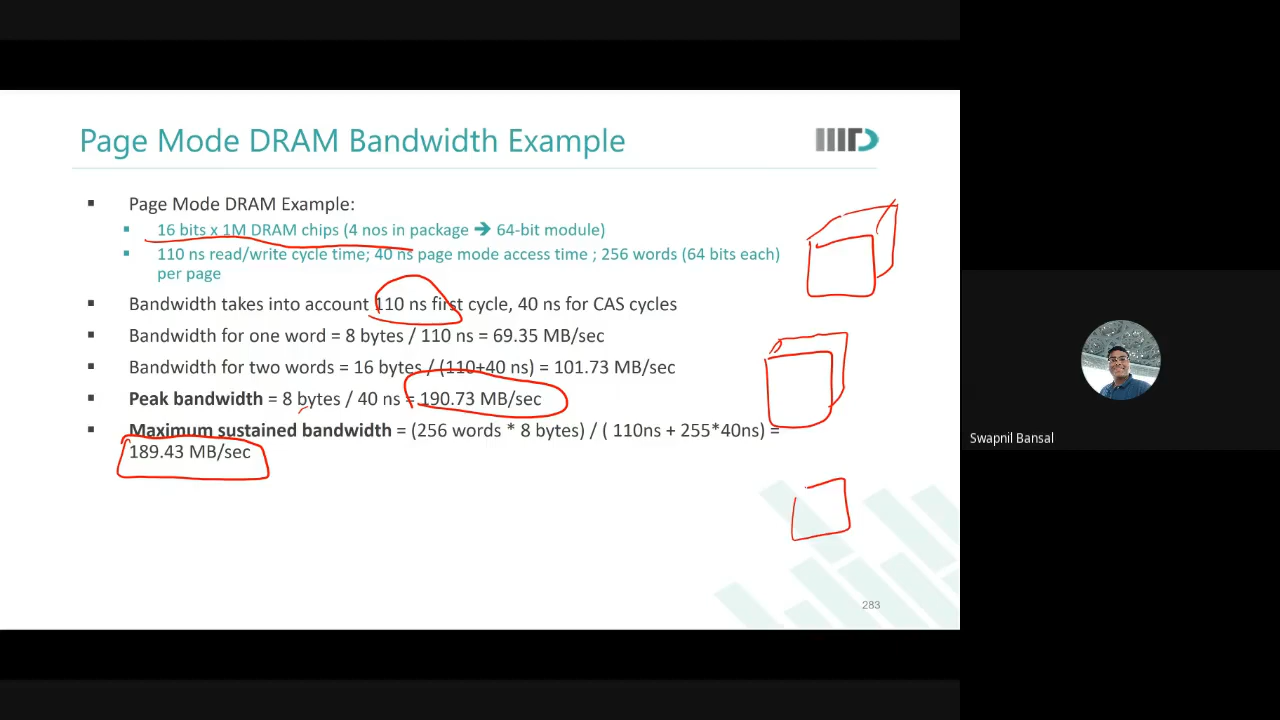 Page Mode DRAM Bandwidth Example
IIITD
▪ Page Mode DRAM Example:
▪ 16 bits x 1M DRAM chips (4 nos in package ➔ 64-bit module)
▪ 110 ns read/write cycle time; 40 ns page mode access time ; 256 words (64 bits each)
per page
▪ Bandwidth takes into account 110 ns first cycle, 40 ns for CAS cycles
▪ Bandwidth for one word = 8 bytes / 110 ns = 69.35 MB/sec
▪ Bandwidth for two words = 16 bytes / (110+40 ns) = 101.73 MB/sec
▪ Peak bandwidth = 8 bytes / 40 ns = 190.73 MB/sec
▪ Maximum sustained bandwidth = (256 words * 8 bytes) / ( 110ns + 255*40ns) =
189.43 MB/sec
283
Swapnil Bansal